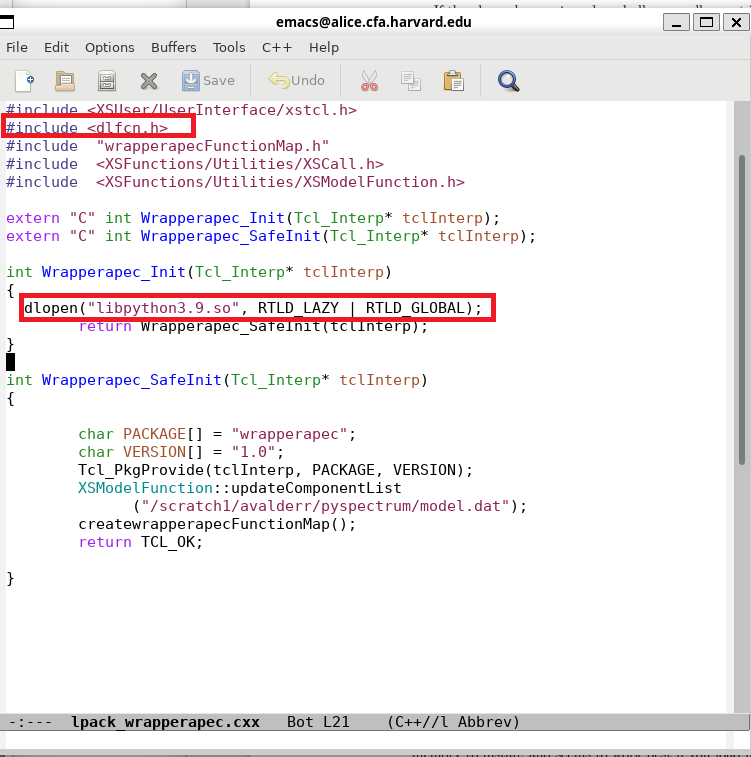 emacs@alice.cfa.harvard.edu
File Edit Options Buffers Tools C++ Help
Save Undo
#include <XSUser/UserInterface/xstcl.h>
#include <dlfcn.h>
#include  "wrapperapecFunctionMap.h"
#include  <XSFunctions/Utilities/XSCall.h>
#include  <XSFunctions/Utilities/XSModelFunction.h>
extern "C" int Wrapperapec_Init(Tcl_Interp* tclInterp);
extern "C" int Wrapperapec_SafeInit(Tcl_Interp* tclInterp);
int Wrapperapec_Init(Tcl_Interp* tclInterp)
{
  dlopen("libpython3.9.so", RTLD_LAZY | RTLD_GLOBAL);
        return Wrapperapec_SafeInit(tclInterp);
}
int Wrapperapec_SafeInit(Tcl_Interp* tclInterp)
{
        char PACKAGE[] = "wrapperapec";
        char VERSION[] = "1.0";
        Tcl_PkgProvide(tclInterp, PACKAGE, VERSION);
        XSModelFunction::updateComponentList
              ("/scratch1/avalderr/pyspectrum/model.dat");
        createwrapperapecFunctionMap();
        return TCL_OK;
}
-:--- lpack_wrapperapec.cxx Bot L21 (C++//l Abbrev)